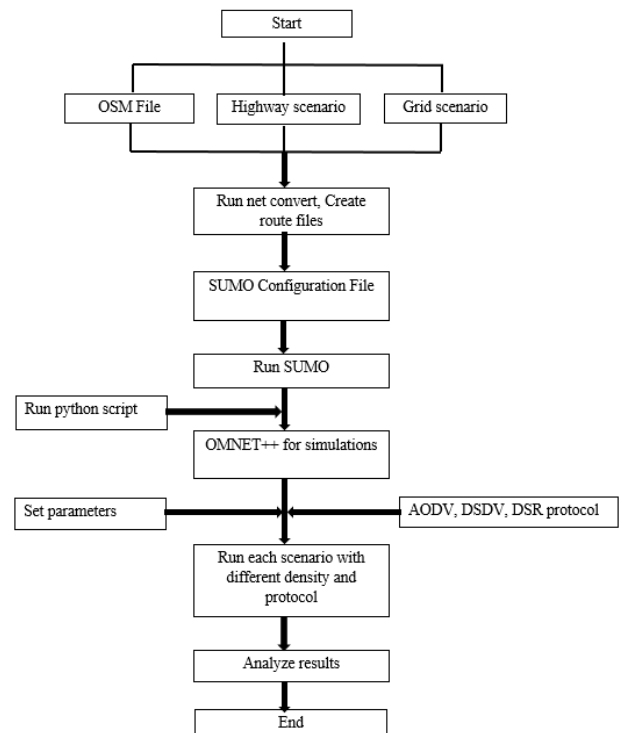 Start
OSM File
Highway scenario
Grid scenario
Run net convert, Create
route files
SUMO Configuration File
Run SUMO
Run python script
OMNET++ for simulations
Set parameters
AODV, DSDV, DSR protocol
Run each scenario with
different density and
protocol
Analyze results
End